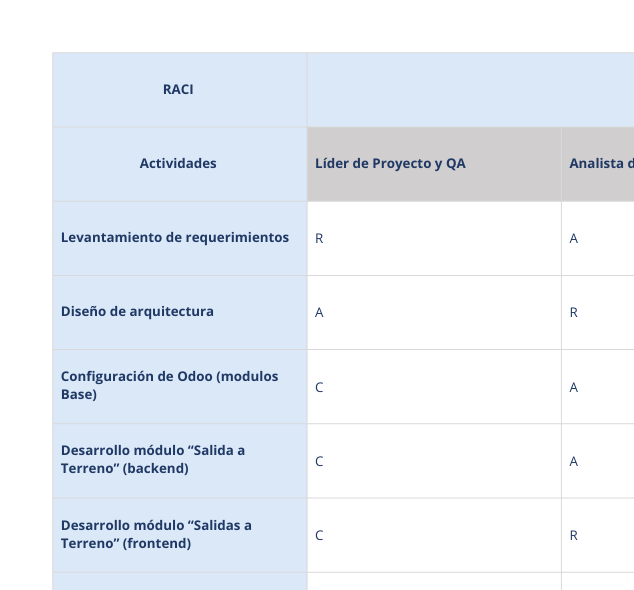 RACI
Actividades Líder de Proyecto y QA Analista d
Levantamiento de requerimientos R A
Diseño de arquitectura A R
Configuración de Odoo (modulos
Base) C A
Desarrollo módulo “Salida a
Terreno” (backend) C A
Desarrollo módulo “Salidas a
Terreno” (frontend) C R